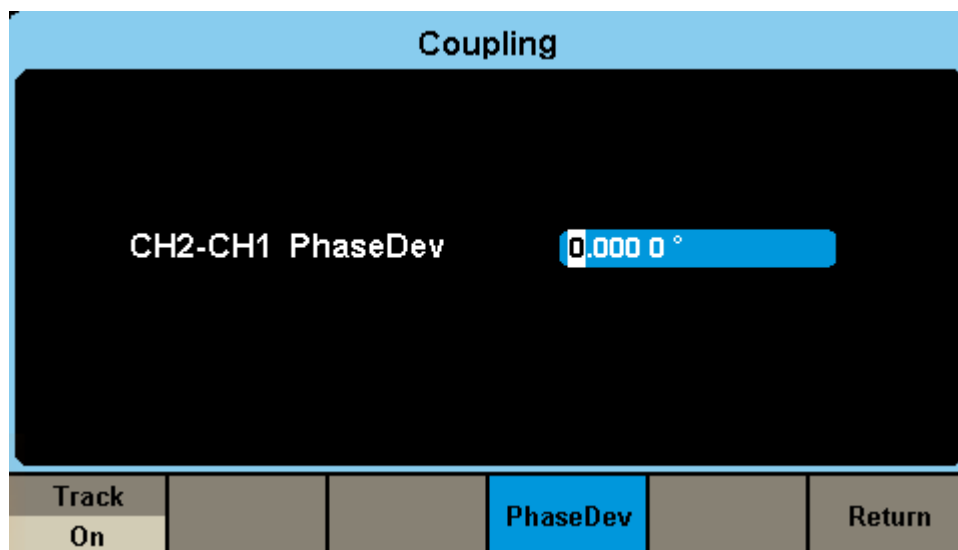 Coupling
CH2-CH1 PhaseDev 0.000 0 °
Track
On
PhaseDev
Return